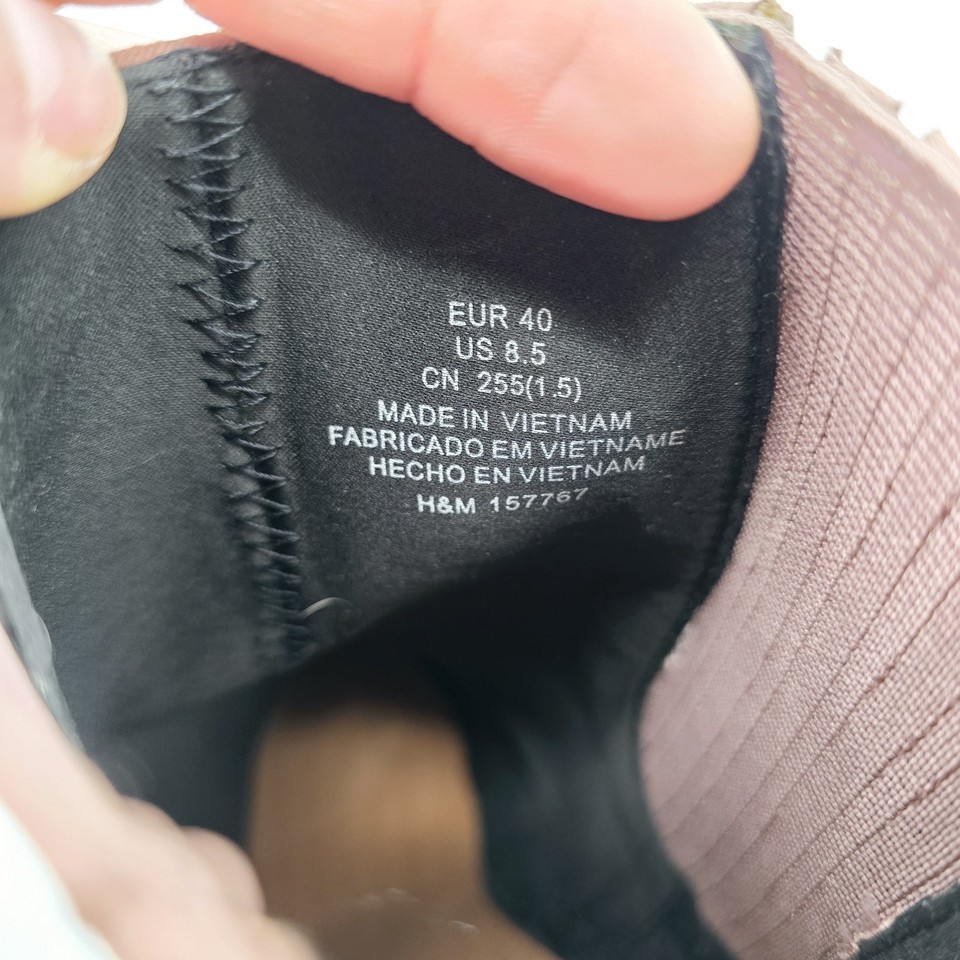 EUR 40
US 8.5
CN 255(1.5)
MADE IN VIETNAM
FABRICADO EM VIETNAME
HECHO EN VIETNAM
H&M 157767